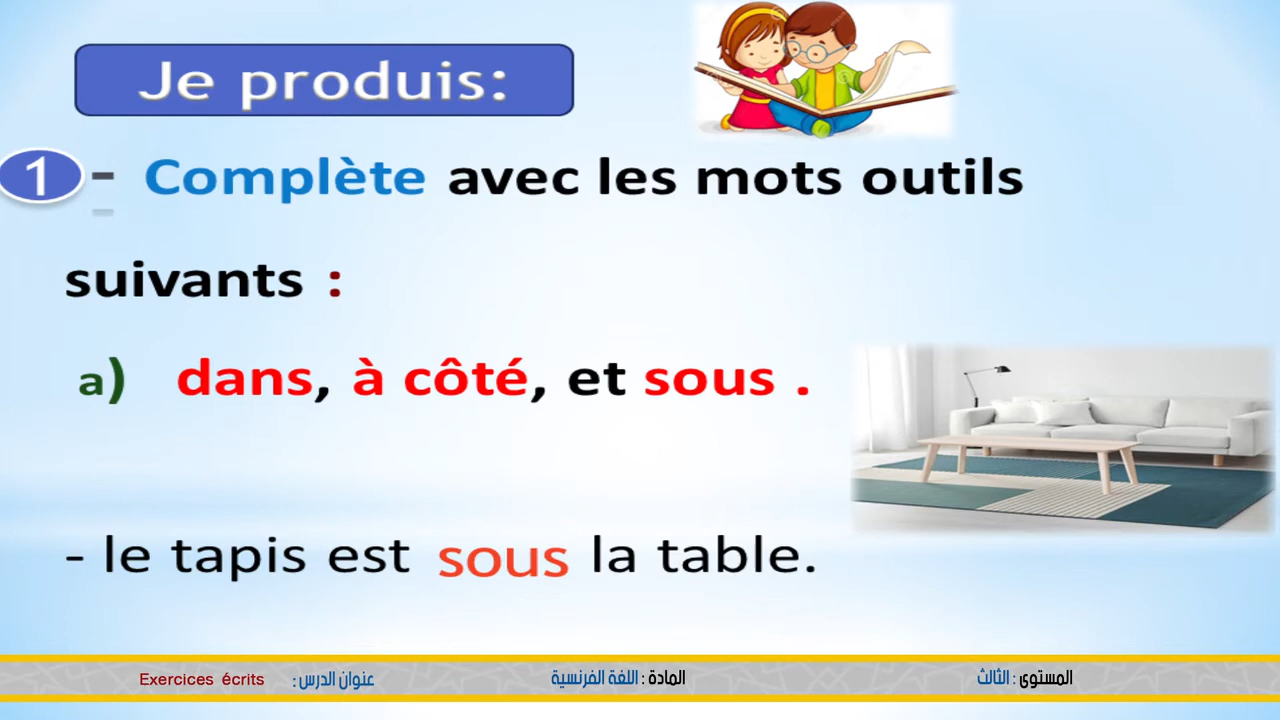 Je produis:
1 - Complète avec les mots outils
suivants :
a) dans, à côté, et sous .
- le tapis est sous la table.
المستوى : الثالث
المادة : اللغة الفرنسية
عنوان الدرس : Exercices écrits